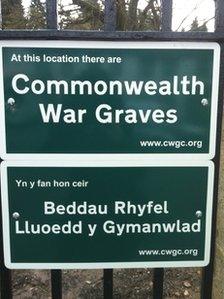 At this location there are
Commonwealth
War Graves
www.cwgc.org
Yn y fan hon ceir
Beddau Rhyfel
Lluoedd y Gymanwlad
www.cwgc.org